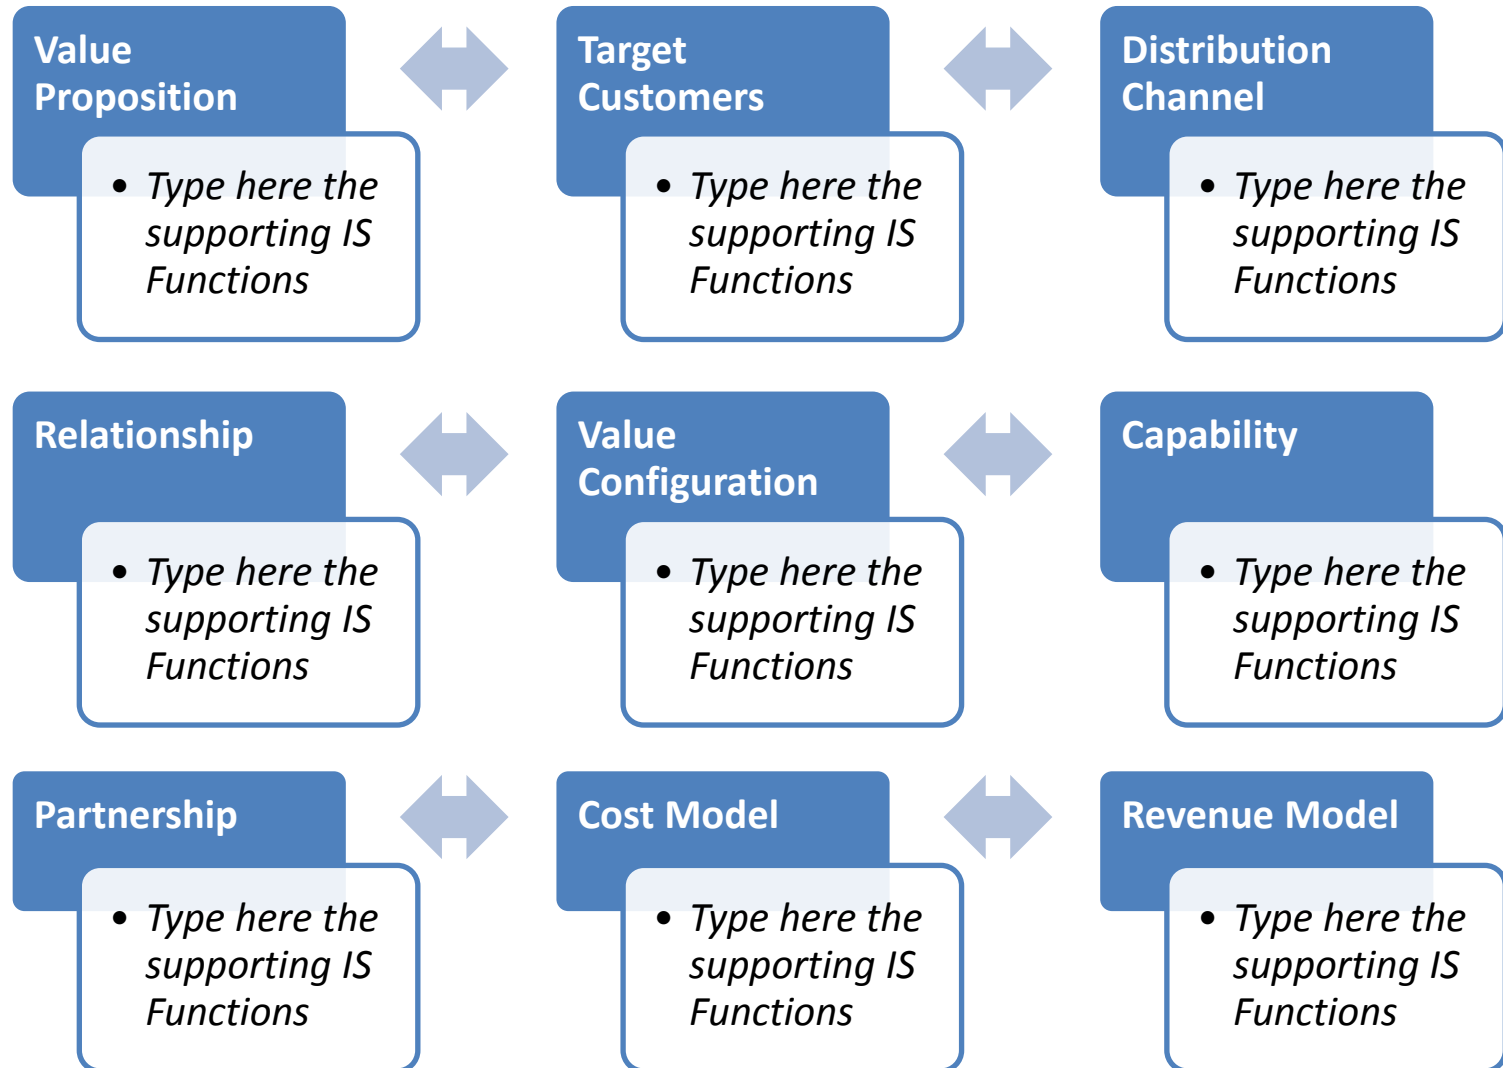 Value
Proposition
• Type here the
supporting IS
Functions
Target
Customers
• Type here the
supporting IS
Functions
Distribution
Channel
• Type here the
supporting IS
Functions
Relationship
• Type here the
supporting IS
Functions
Value
Configuration
• Type here the
supporting IS
Functions
Capability
• Type here the
supporting IS
Functions
Partnership
• Type here the
supporting IS
Functions
Cost Model
• Type here the
supporting IS
Functions
Revenue Model
• Type here the
supporting IS
Functions